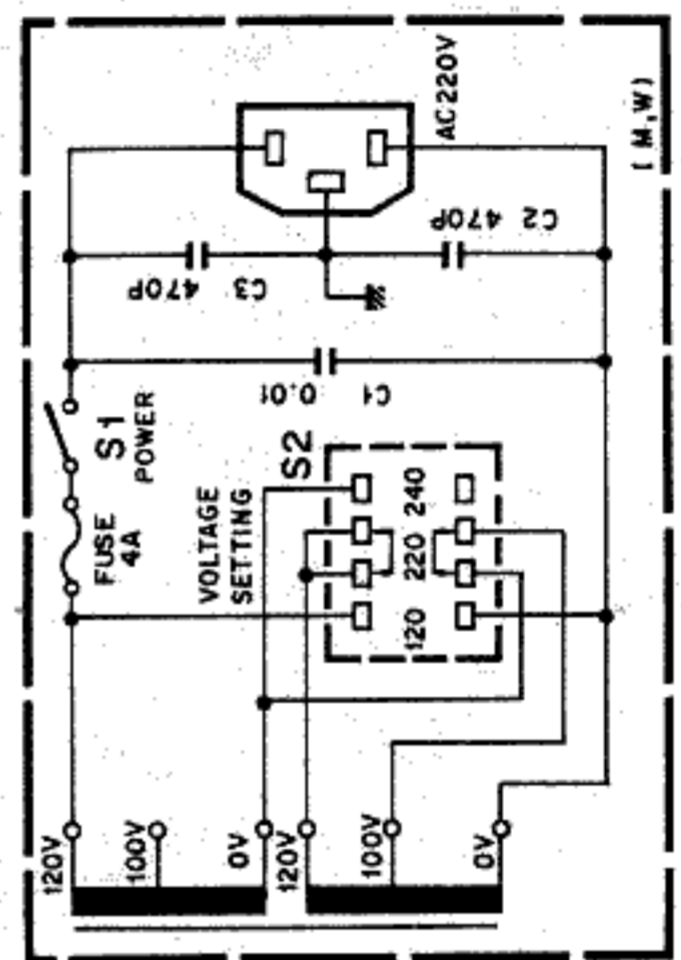 AC220V
(M,W)
C2 470P
C3 470P
C1 0.01
S1
POWER
FUSE
4A
VOLTAGE
SETTING
S2
240
220
120
120V
100V
0V
120V
100V
0V